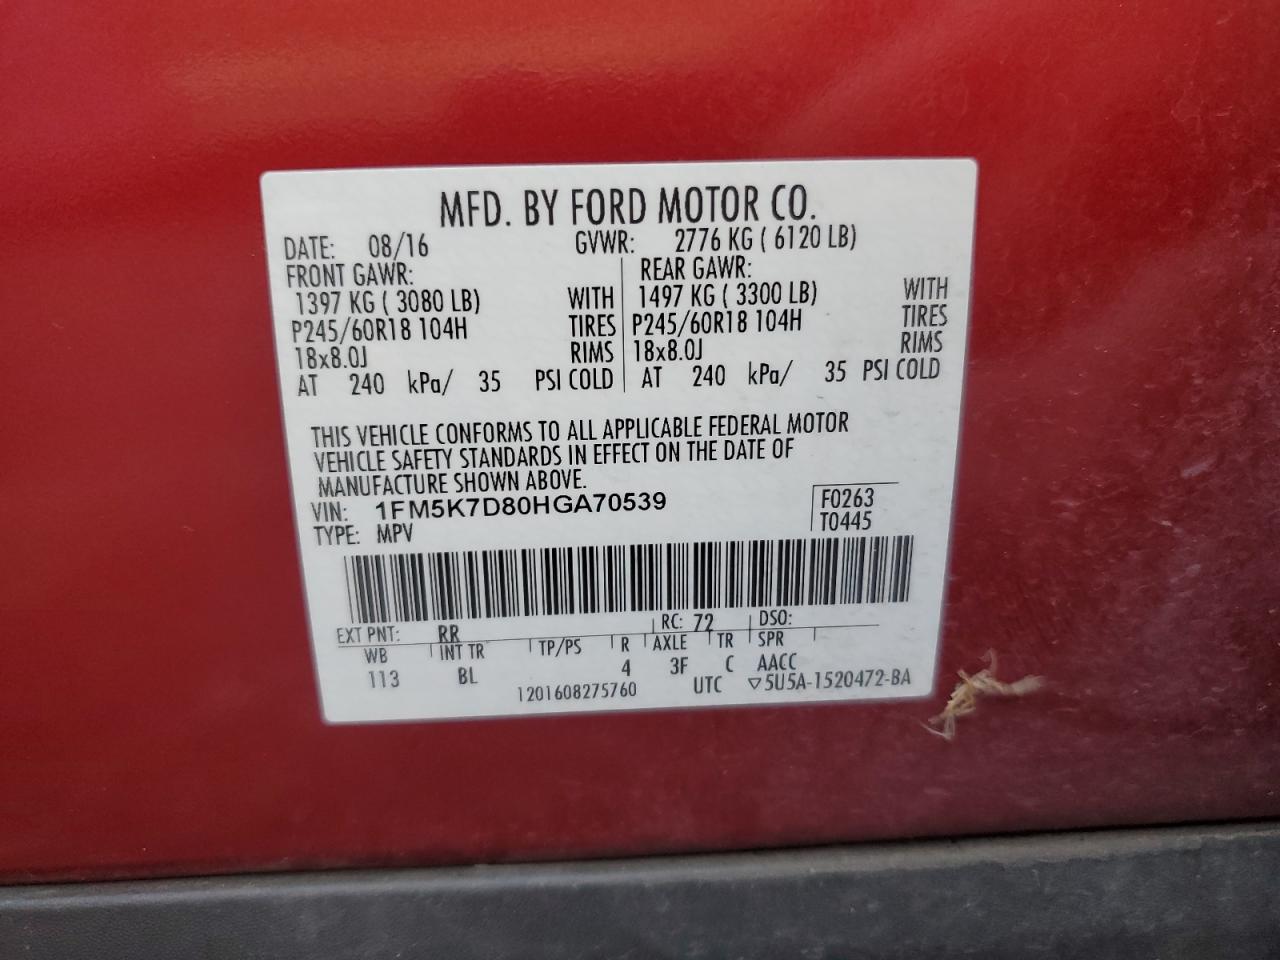 MFD. BY FORD MOTOR CO.
DATE: 08/16 GVWR: 2776 KG ( 6120 LB)
FRONT GAWR: REAR GAWR:
1397 KG ( 3080 LB) WITH 1497 KG ( 3300 LB) WITH
P245/60R18 104H TIRES P245/60R18 104H TIRES
18x8.0J RIMS 18x8.0J RIMS
AT 240 kPa/ 35 PSI COLD AT 240 kPa/ 35 PSI COLD
THIS VEHICLE CONFORMS TO ALL APPLICABLE FEDERAL MOTOR
VEHICLE SAFETY STANDARDS IN EFFECT ON THE DATE OF
MANUFACTURE SHOWN ABOVE.
VIN: 1FM5K7D80HGA70539 F0263
TYPE: MPV T0445
EXT PNT: RR RC: 72 DSO:
WB INT TR TP/PS R AXLE TR SPR
113 BL 4 3F C AACC
1201608275760 UTC ▽5U5A-1520472-BA